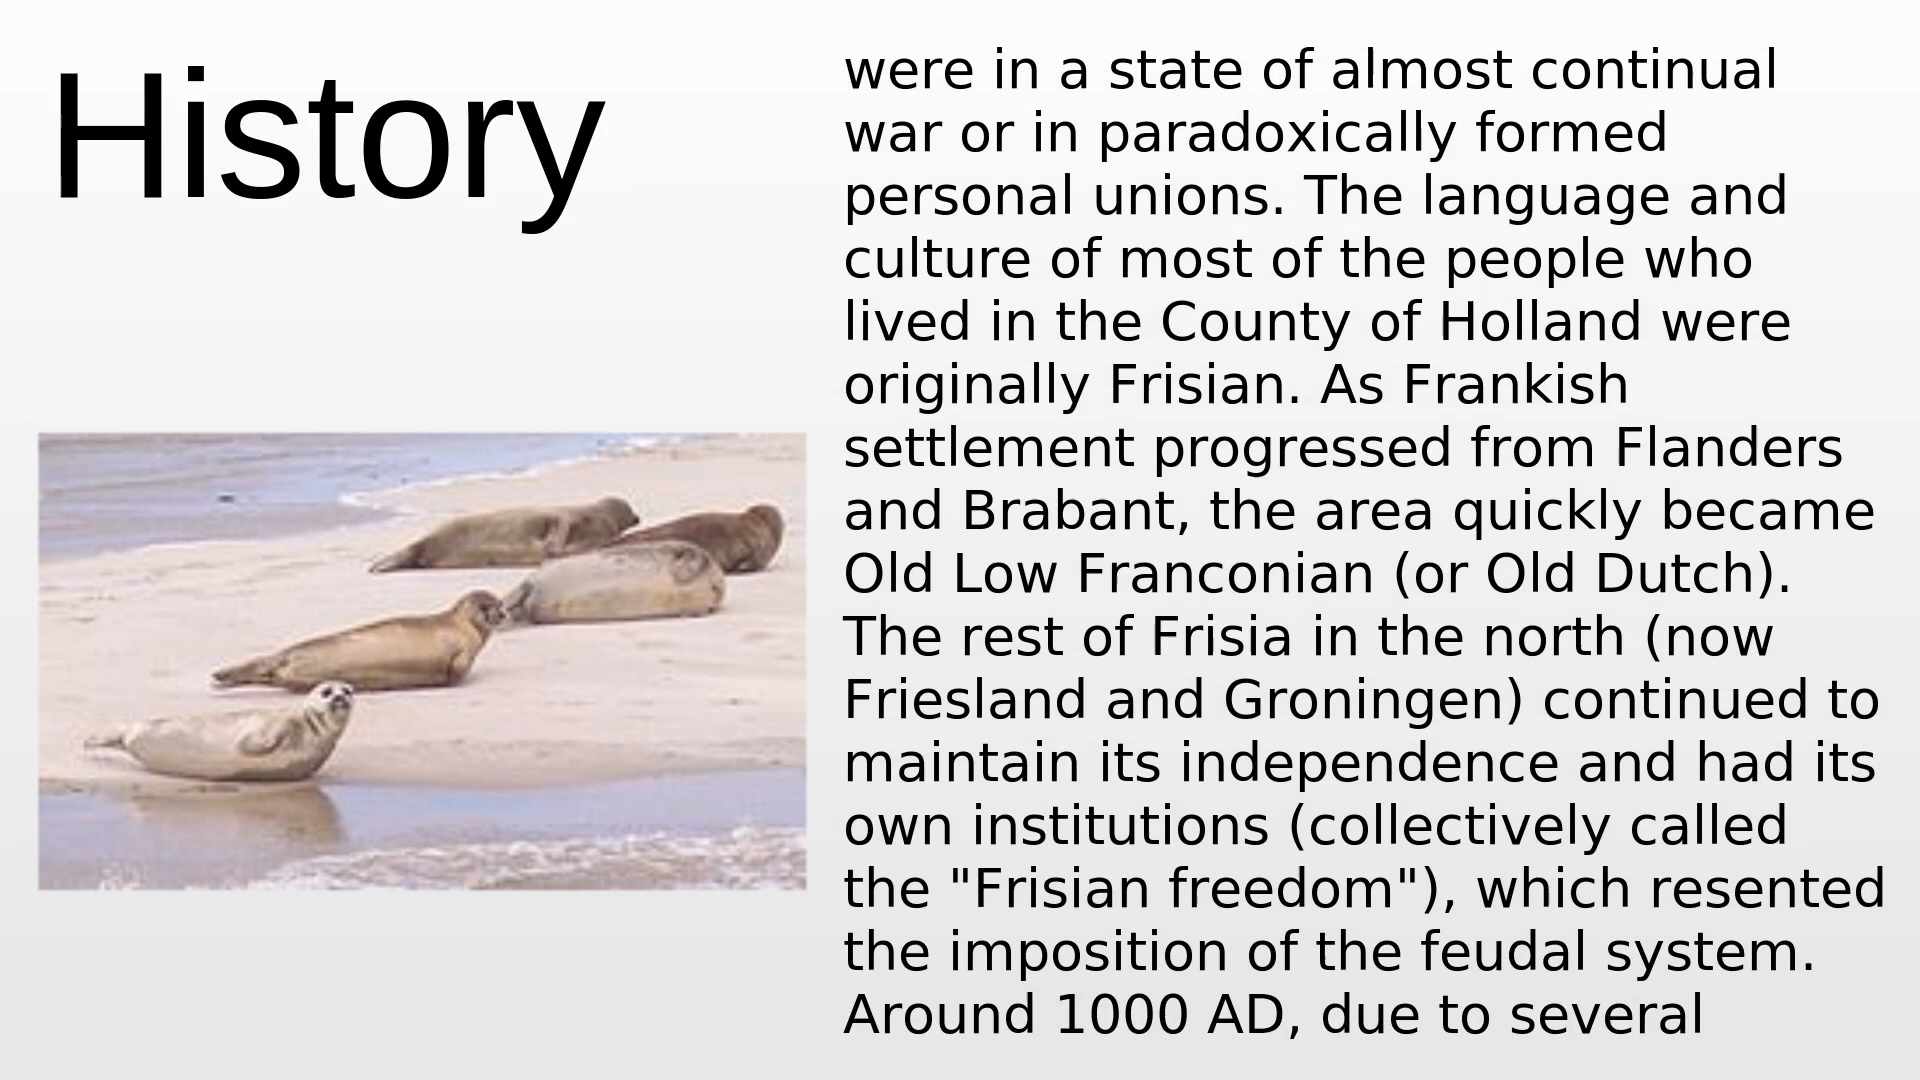 History
were in a state of almost continual
war or in paradoxically formed
personal unions. The language and
culture of most of the people who
lived in the County of Holland were
originally Frisian. As Frankish
settlement progressed from Flanders
and Brabant, the area quickly became
Old Low Franconian (or Old Dutch).
The rest of Frisia in the north (now
Friesland and Groningen) continued to
maintain its independence and had its
own institutions (collectively called
the "Frisian freedom"), which resented
the imposition of the feudal system.
Around 1000 AD, due to several